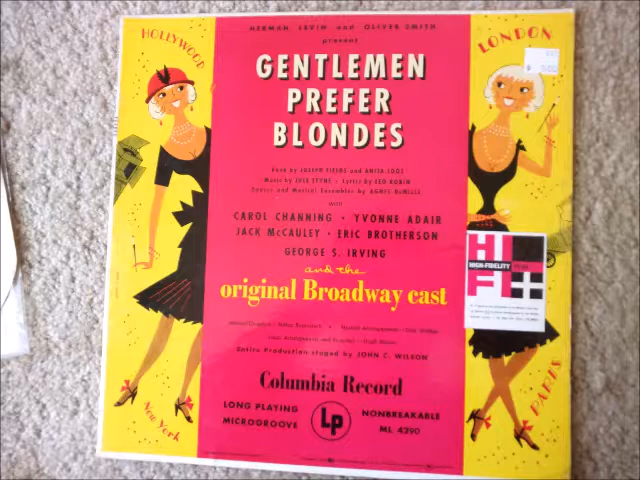 HERMAN LEVIN and OLIVER SMITH
present
HOLLYWOOD
LONDON
GENTLEMEN
PREFER
BLONDES
Book by JOSEPH FIELDS and ANITA LOOS
Music by JULE STYNE · Lyrics by LEO ROBIN
Dances and Musical Ensembles by AGNES DeMILLE
WITH
CAROL CHANNING · YVONNE ADAIR
JACK McCAULEY · ERIC BROTHERSON
GEORGE S. IRVING
and the
original Broadway cast
HI
HIGH-FIDELITY
FI
Entire Production staged by JOHN C. WILSON
Columbia Record
LONG PLAYING
MICROGROOVE
LP
NONBREAKABLE
ML 4290
New York
PARIS